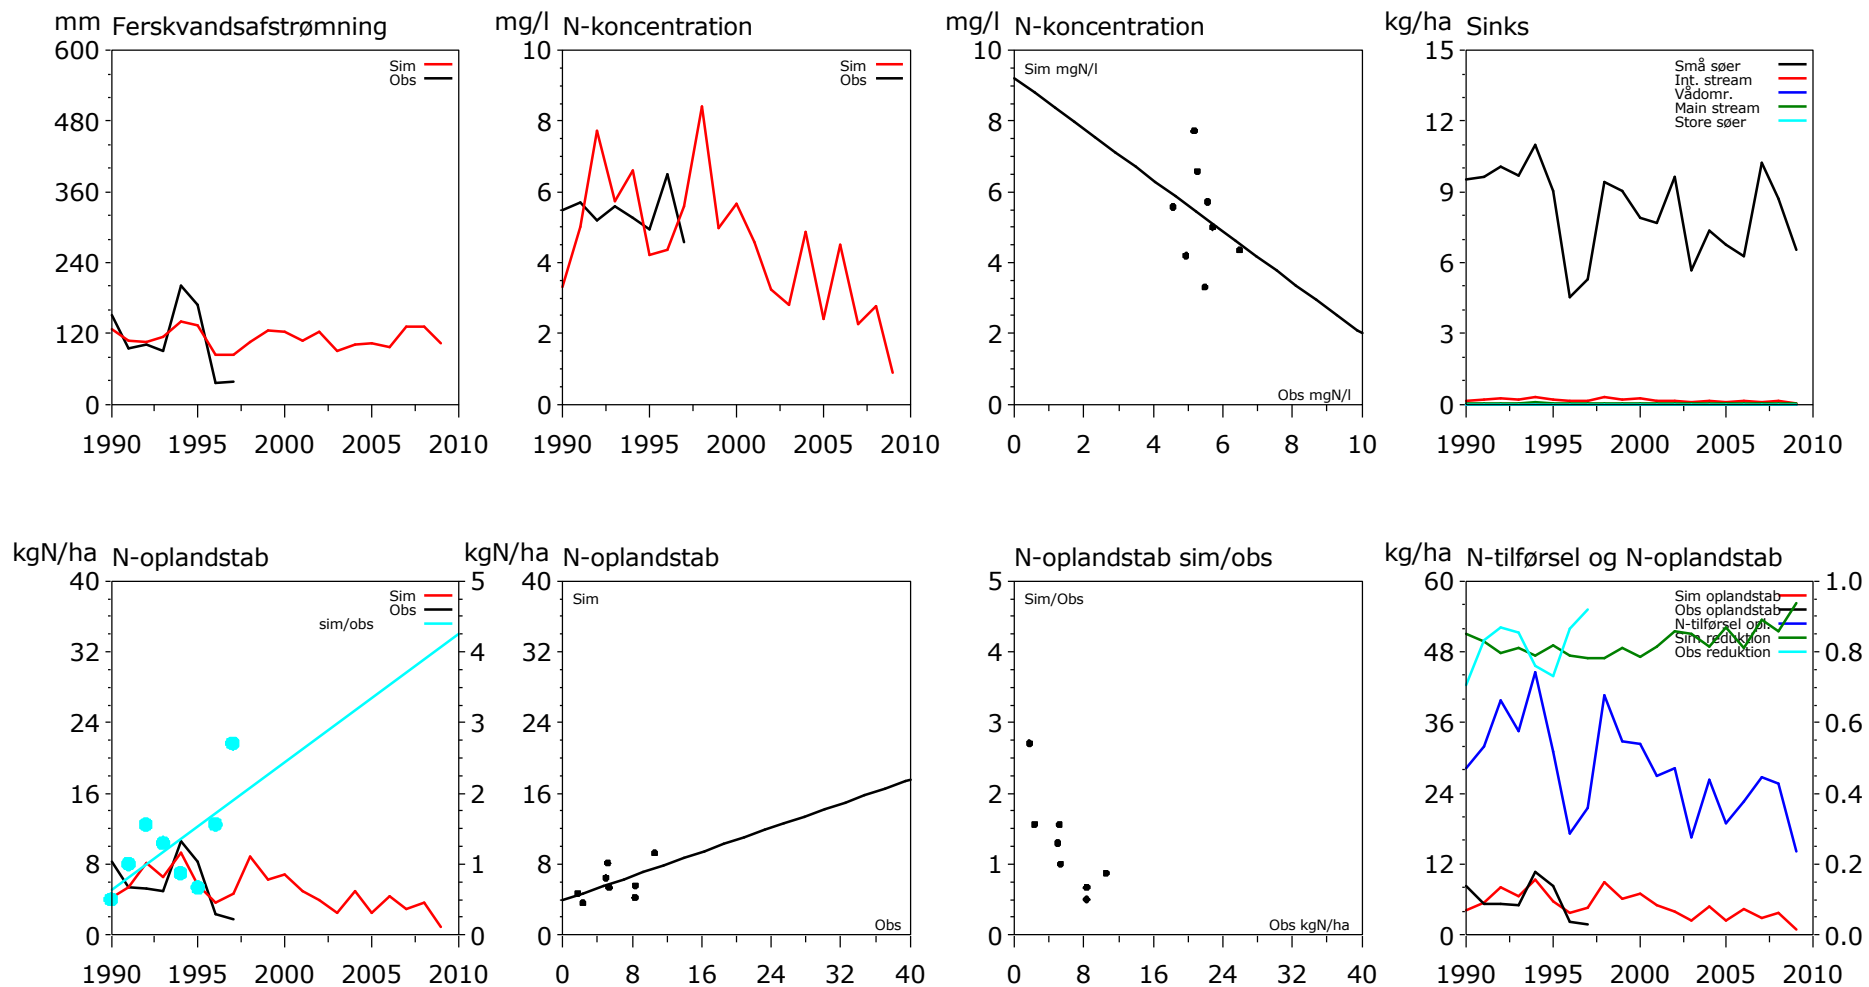 mm Ferskvandsafstrømning
600
480
360
240
120
0
Sim
Obs
1990 1995 2000 2005 2010
mg/l N-koncentration
10
8
6
4
2
0
Sim
Obs
1990 1995 2000 2005 2010
mg/l N-koncentration
10
8
6
4
2
0
Sim mgN/l
Obs mgN/l
0 2 4 6 8 10
kg/ha Sinks
15
12
9
6
3
0
Små søer
Int. stream
Vådomr.
Main stream
Store søer
1990 1995 2000 2005 2010
kgN/ha N-oplandstab
40
32
24
16
8
0
Sim
Obs
sim/obs
5
4
3
2
1
0
1990 1995 2000 2005 2010
kgN/ha N-oplandstab
40
32
24
16
8
0
Sim
Obs
0 8 16 24 32 40
N-oplandstab sim/obs
5
4
3
2
1
0
Sim/Obs
Obs kgN/ha
0 8 16 24 32 40
kg/ha N-tilførsel og N-oplandstab
60
48
36
24
12
0
Sim oplandstab
Obs oplandstab
N-tilførsel opl.
Sim reduktion
Obs reduktion
1.0
0.8
0.6
0.4
0.2
0.0
1990 1995 2000 2005 2010